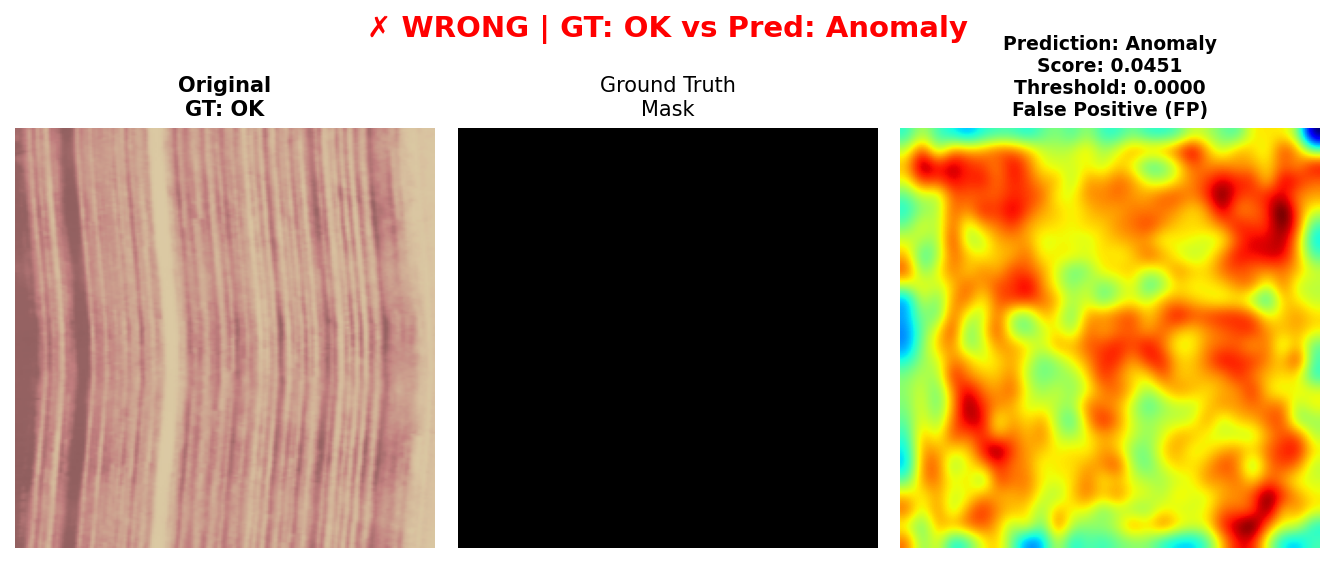 ✗ WRONG | GT: OK vs Pred: Anomaly
Original
GT: OK
Ground Truth
Mask
Prediction: Anomaly
Score: 0.0451
Threshold: 0.0000
False Positive (FP)